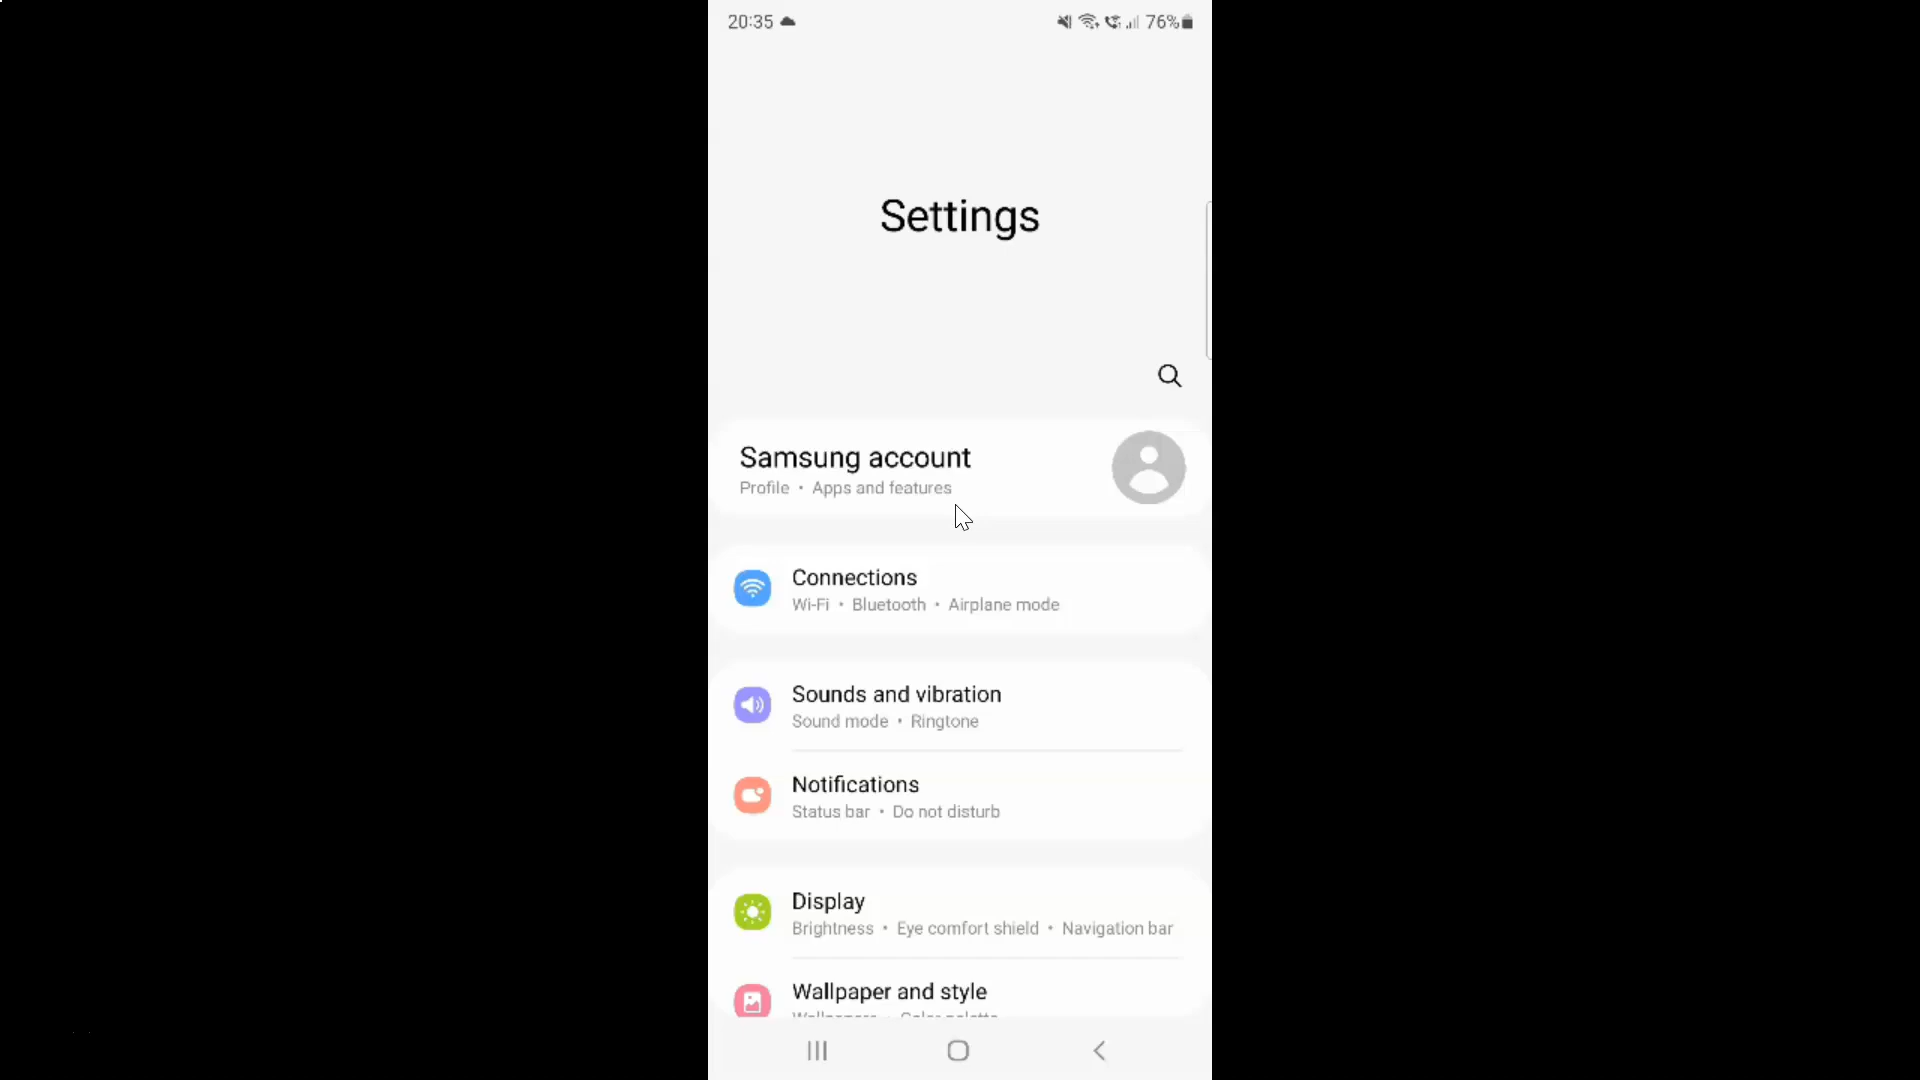 20:35
76%
Settings
Samsung account
Profile • Apps and features
Connections
Wi-Fi • Bluetooth • Airplane mode
Sounds and vibration
Sound mode • Ringtone
Notifications
Status bar • Do not disturb
Display
Brightness • Eye comfort shield • Navigation bar
Wallpaper and style